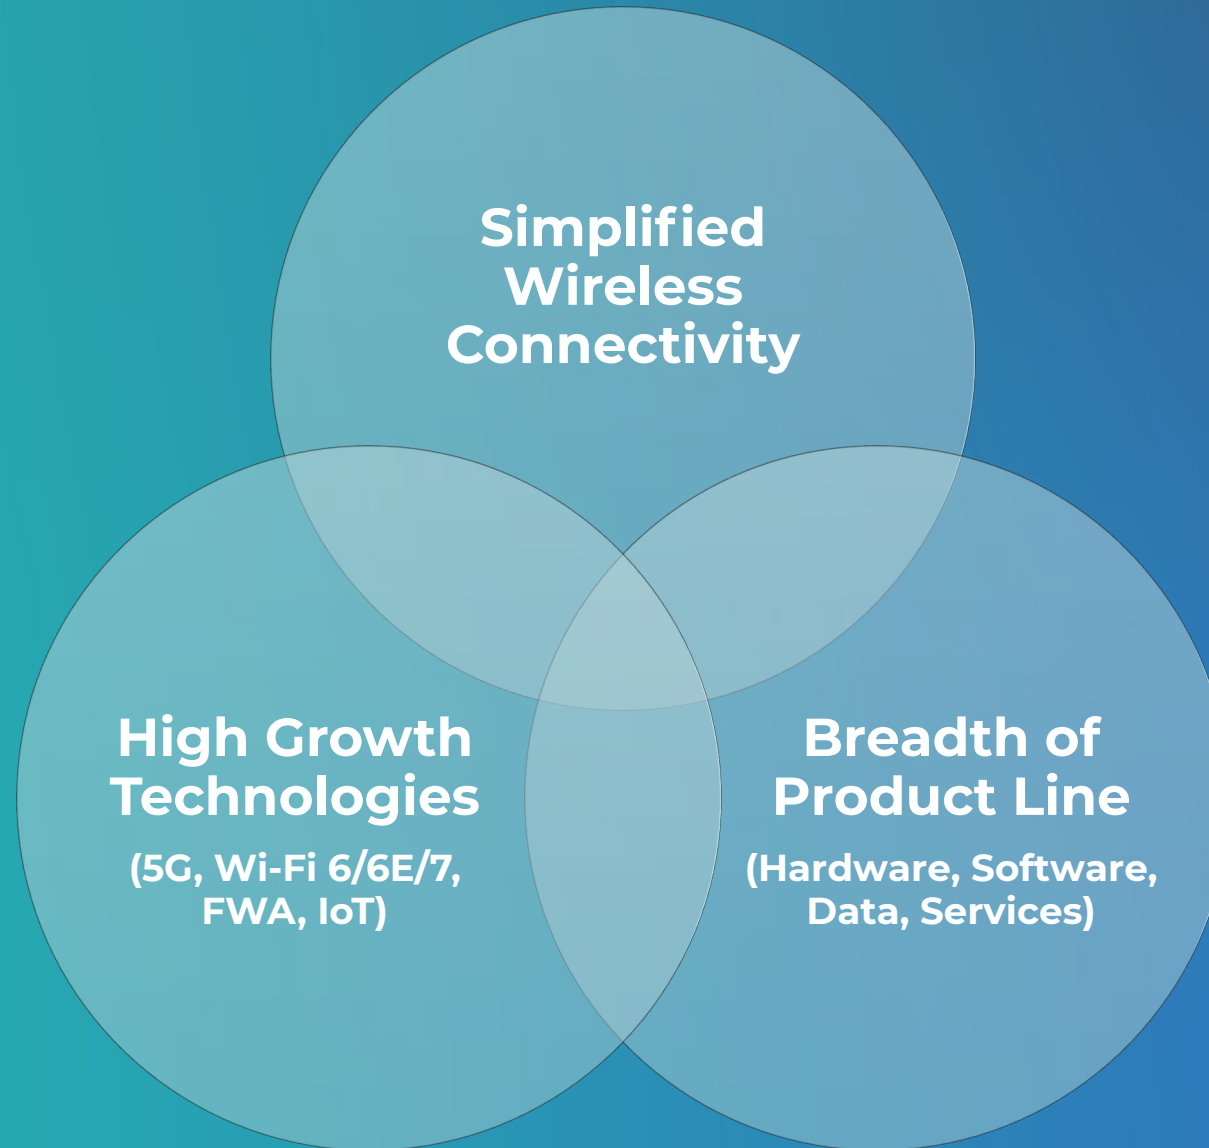 Simplified
Wireless
Connectivity
High Growth
Technologies
(5G, Wi-Fi 6/6E/7,
FWA, IoT)
Breadth of
Product Line
(Hardware, Software,
Data, Services)